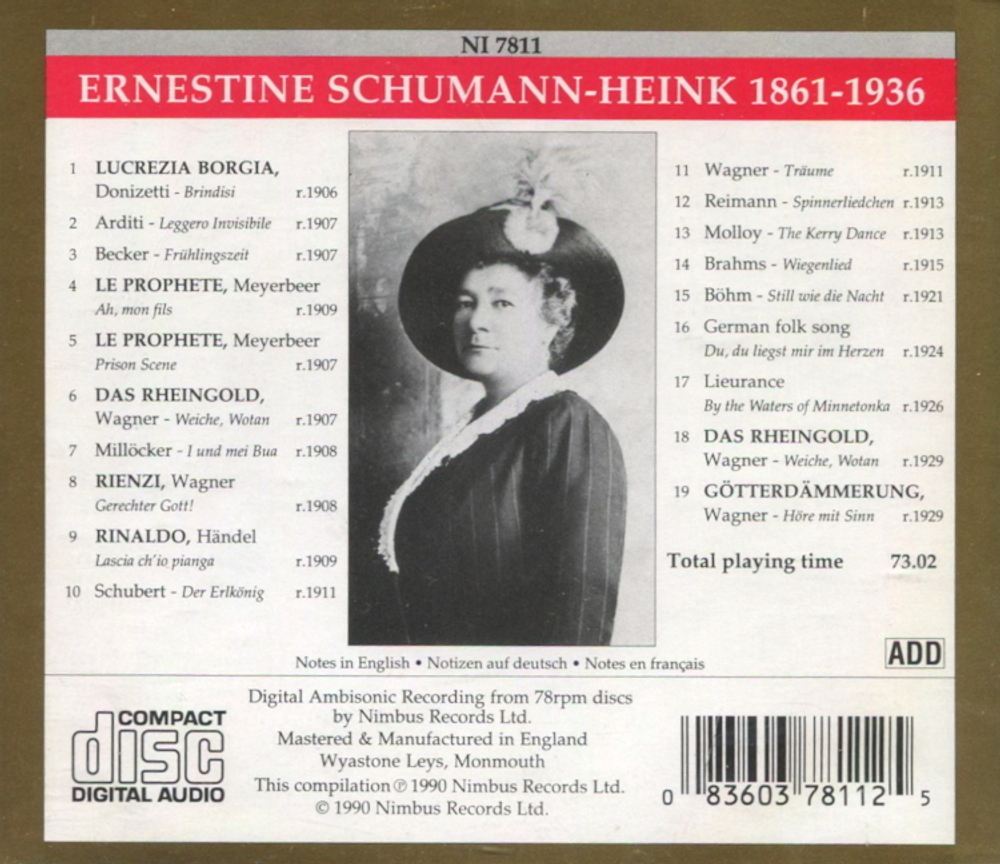 NI 7811
ERNESTINE SCHUMANN-HEINK 1861-1936
1 LUCREZIA BORGIA,
Donizetti - Brindisi r.1906
2 Arditi - Leggero Invisibile r.1907
3 Becker - Frühlingszeit r.1907
4 LE PROPHETE, Meyerbeer
Ah, mon fils r.1909
5 LE PROPHETE, Meyerbeer
Prison Scene r.1907
6 DAS RHEINGOLD,
Wagner - Weiche, Wotan r.1907
7 Millöcker - I und mei Bua r.1908
8 RIENZI, Wagner
Gerechter Gott! r.1908
9 RINALDO, Händel
Lascia ch'io pianga r.1909
10 Schubert - Der Erlkönig r.1911
11 Wagner - Träume r.1911
12 Reimann - Spinnerliedchen r.1913
13 Molloy - The Kerry Dance r.1913
14 Brahms - Wiegenlied r.1915
15 Böhm - Still wie die Nacht r.1921
16 German folk song
Du, du liegst mir im Herzen r.1924
17 Lieurance
By the Waters of Minnetonka r.1926
18 DAS RHEINGOLD,
Wagner - Weiche, Wotan r.1929
19 GÖTTERDÄMMERUNG,
Wagner - Höre mit Sinn r.1929
Total playing time 73.02
ADD
Notes in English • Notizen auf deutsch • Notes en français
COMPACT
disc
DIGITAL AUDIO
Digital Ambisonic Recording from 78rpm discs
by Nimbus Records Ltd.
Mastered & Manufactured in England
Wyastone Leys, Monmouth
This compilation ℗ 1990 Nimbus Records Ltd.
© 1990 Nimbus Records Ltd.
0 83603 78112 5